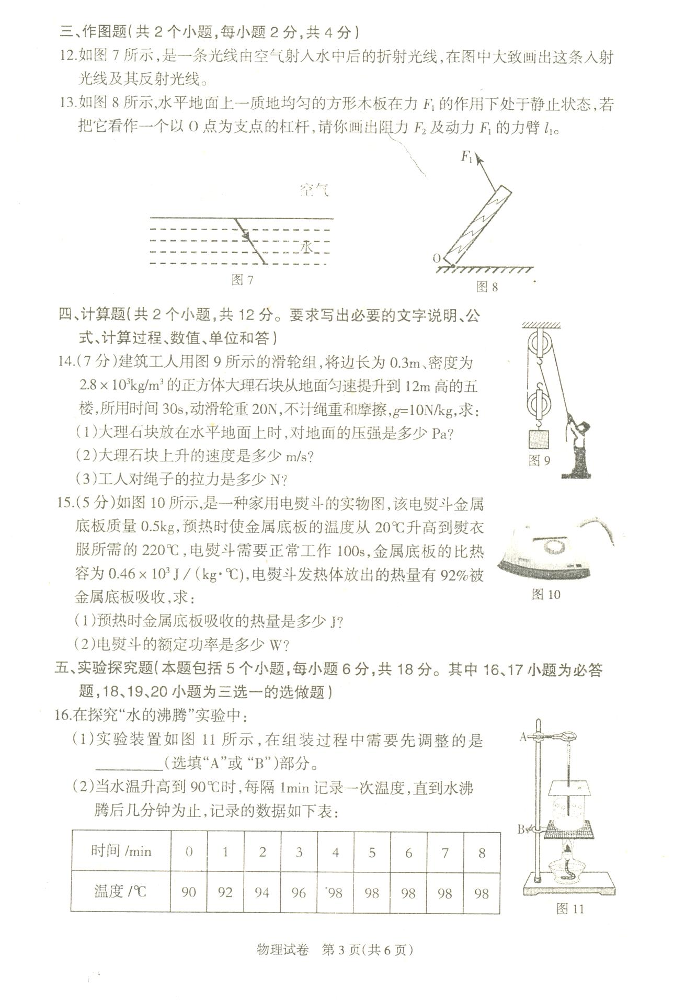 三、作图题(共 2 个小题,每小题 2 分,共 4 分)
12.如图 7 所示,是一条光线由空气射入水中后的折射光线,在图中大致画出这条入射
光线及其反射光线。
13.如图 8 所示,水平地面上一质地均匀的方形木板在力 F₁ 的作用下处于静止状态,若
把它看作一个以 O 点为支点的杠杆,请你画出阻力 F₂ 及动力 F₁ 的力臂 l₁。
F₁
空气
水
O
图 7
图 8
四、计算题(共 2 个小题,共 12 分。要求写出必要的文字说明、公
式、计算过程、数值、单位和答)
14.(7 分)建筑工人用图 9 所示的滑轮组,将边长为 0.3m、密度为
2.8×10³kg/m³ 的正方体大理石块从地面匀速提升到 12m 高的五
楼,所用时间 30s,动滑轮重 20N,不计绳重和摩擦,g=10N/kg,求:
(1)大理石块放在水平地面上时,对地面的压强是多少 Pa?
(2)大理石块上升的速度是多少 m/s?
(3)工人对绳子的拉力是多少 N?
图 9
15.(5 分)如图 10 所示,是一种家用电熨斗的实物图,该电熨斗金属
底板质量 0.5kg,预热时使金属底板的温度从 20℃升高到熨衣
服所需的 220℃,电熨斗需要正常工作 100s,金属底板的比热
容为 0.46×10³J/(kg·℃),电熨斗发热体放出的热量有 92%被
金属底板吸收,求:
(1)预热时金属底板吸收的热量是多少 J?
(2)电熨斗的额定功率是多少 W?
图 10
五、实验探究题(本题包括 5 个小题,每小题 6 分,共 18 分。其中 16、17 小题为必答
题,18、19、20 小题为三选一的选做题)
16.在探究“水的沸腾”实验中:
(1)实验装置如图 11 所示,在组装过程中需要先调整的是
________(选填“A”或 “B”)部分。
(2)当水温升高到 90℃时,每隔 1min 记录一次温度,直到水沸
腾后几分钟为止,记录的数据如下表:
时间/min 0 1 2 3 4 5 6 7 8
温度/℃ 90 92 94 96 98 98 98 98 98
A
B
图 11
物理试卷 第 3 页(共 6 页)